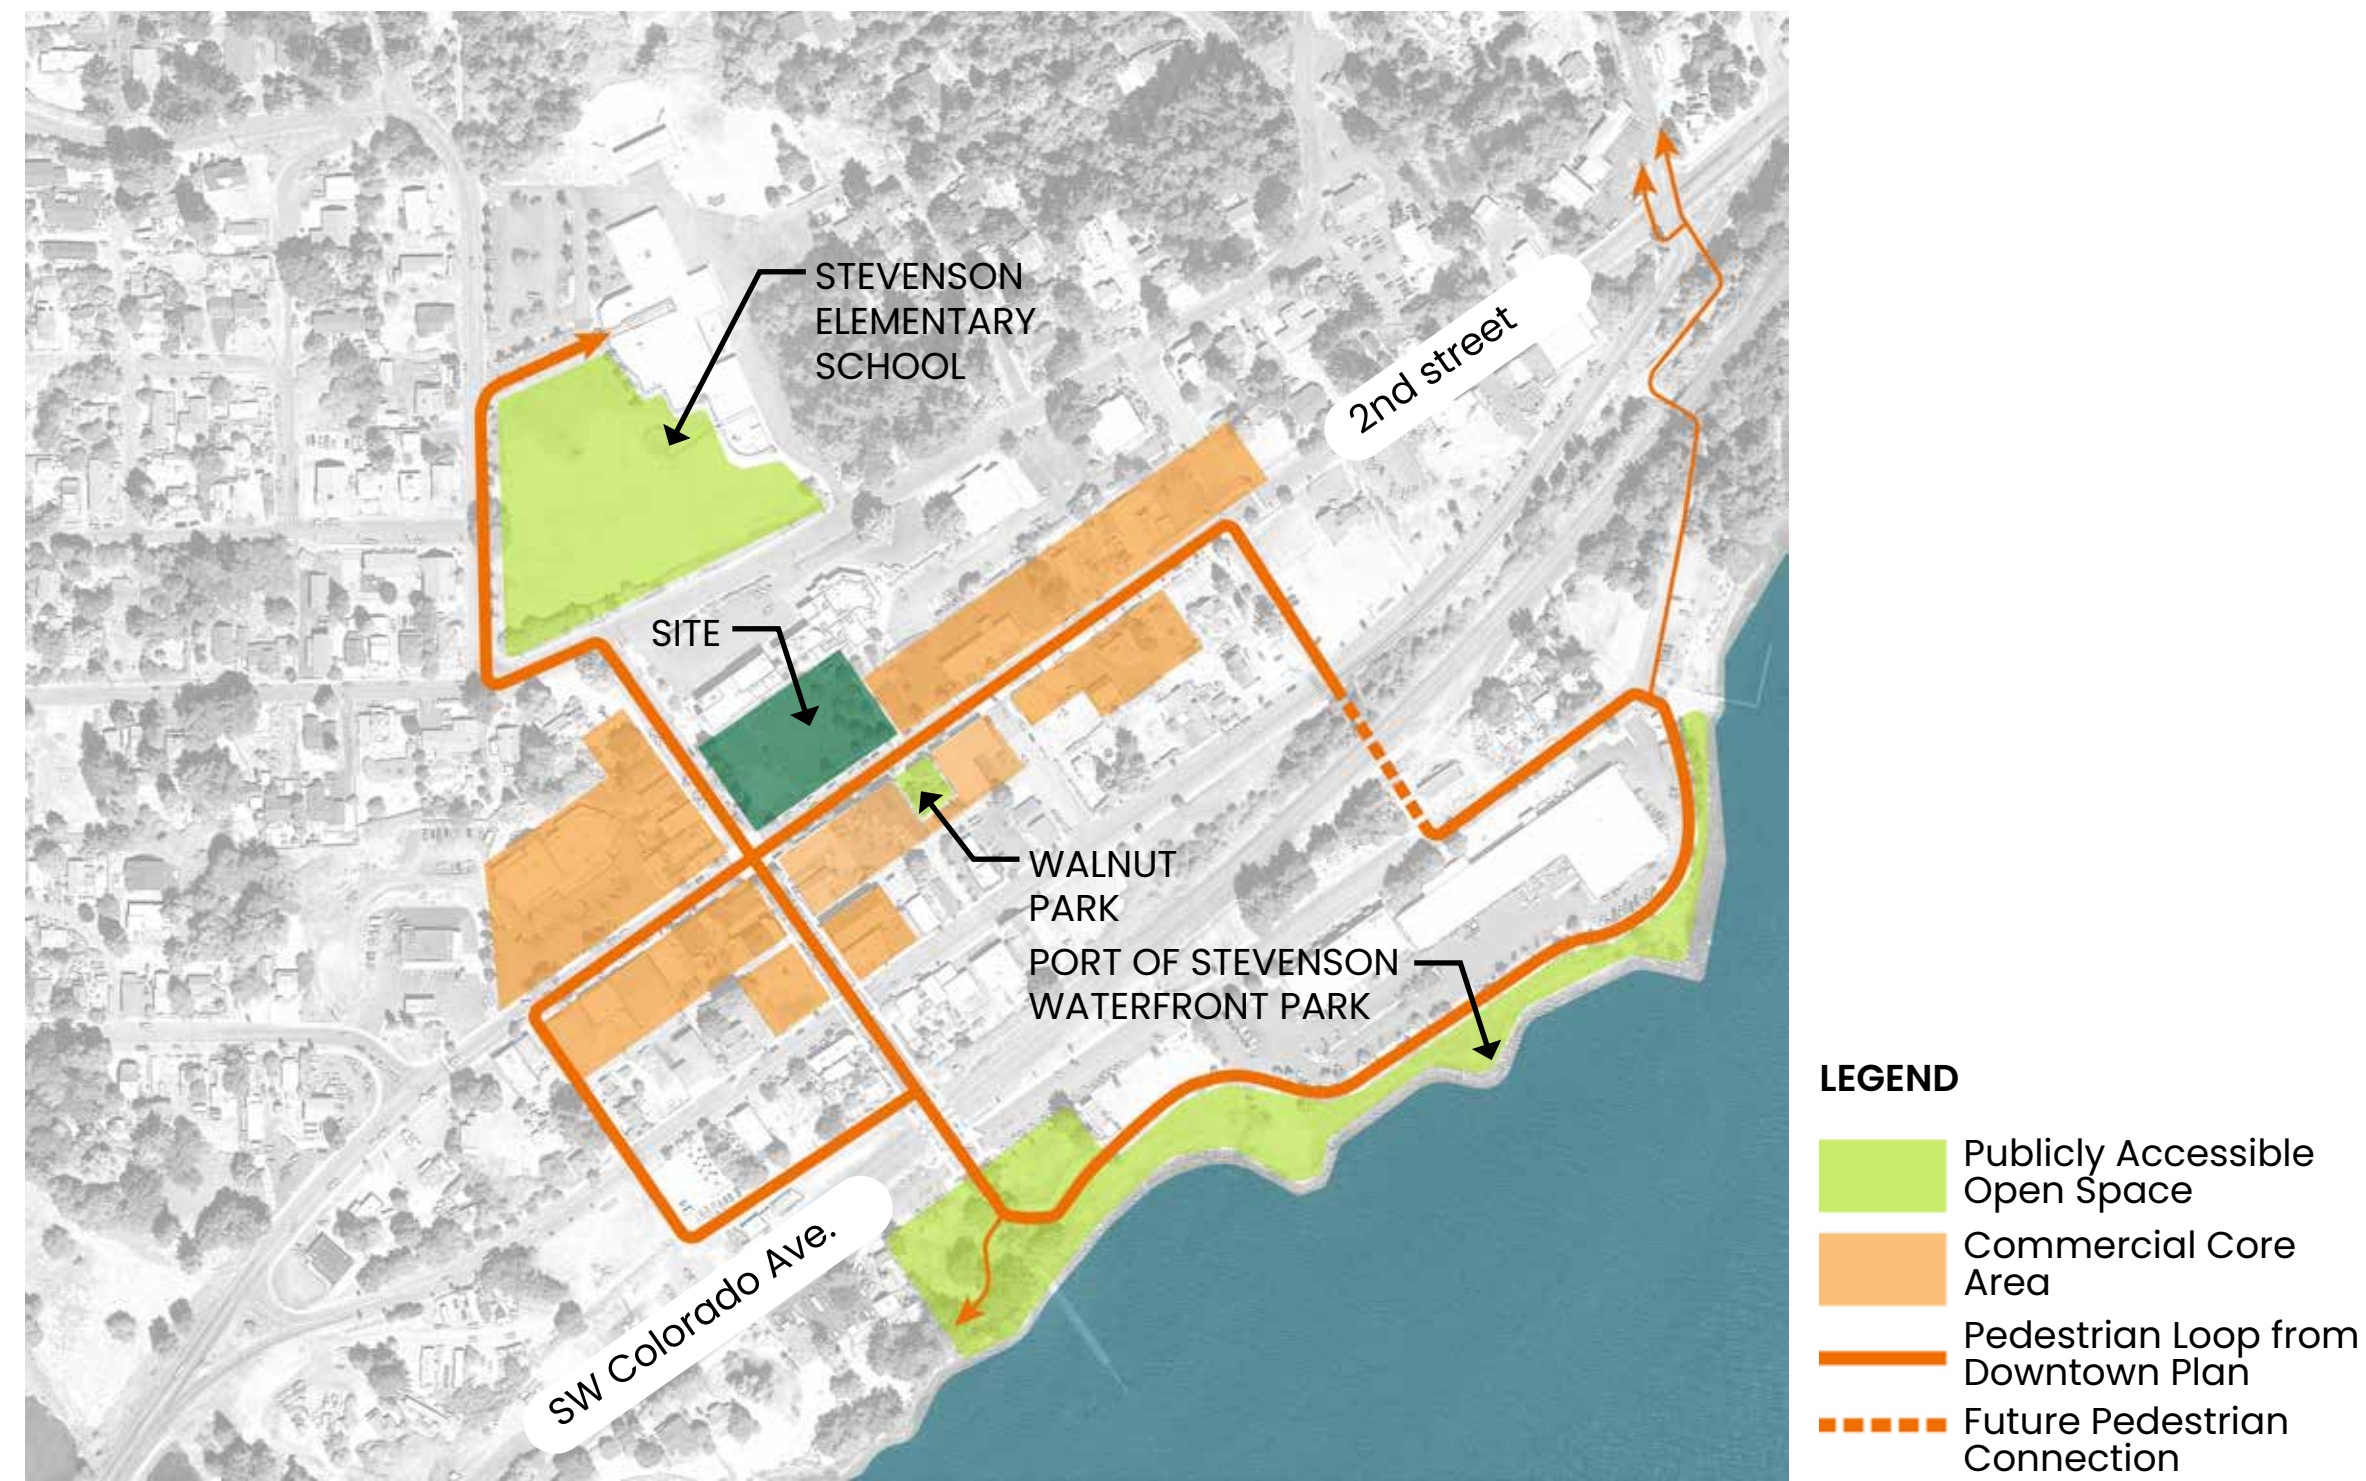 STEVENSON
ELEMENTARY
SCHOOL
2nd street
SITE
WALNUT
PARK
PORT OF STEVENSON
WATERFRONT PARK
SW Colorado Ave.
LEGEND
Publicly Accessible
Open Space
Commercial Core
Area
Pedestrian Loop from
Downtown Plan
Future Pedestrian
Connection